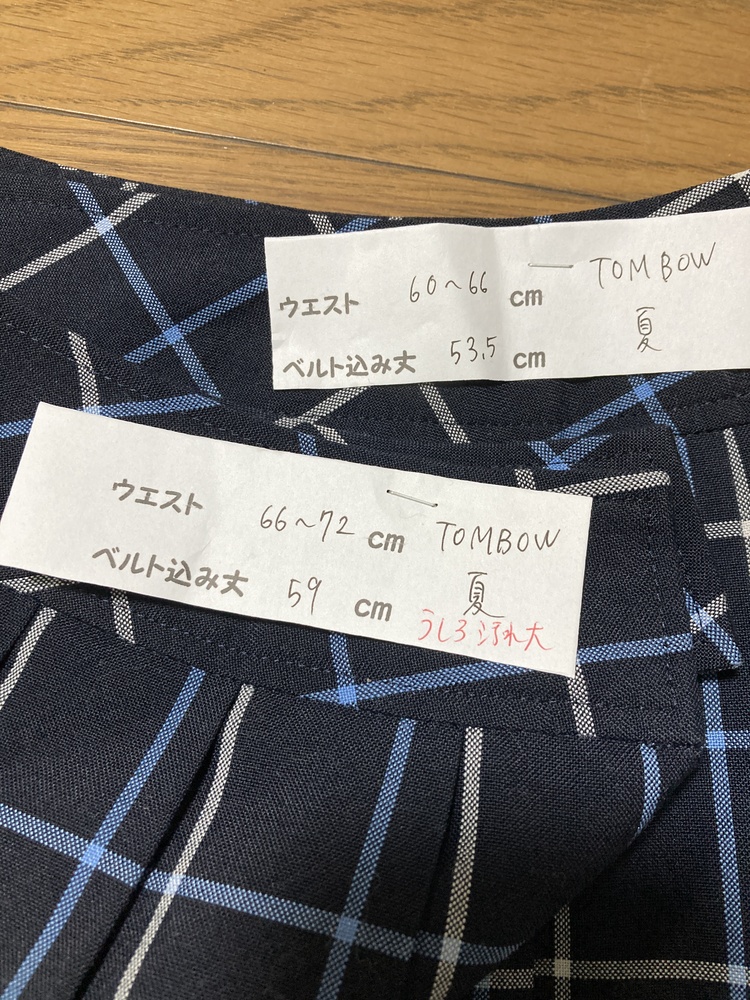 ウエスト 60～66 cm TOMBOW
ベルト込み丈 53.5 cm 夏
ウエスト 66～72 cm TOMBOW
ベルト込み丈 59 cm 夏
うしろ汚れ大